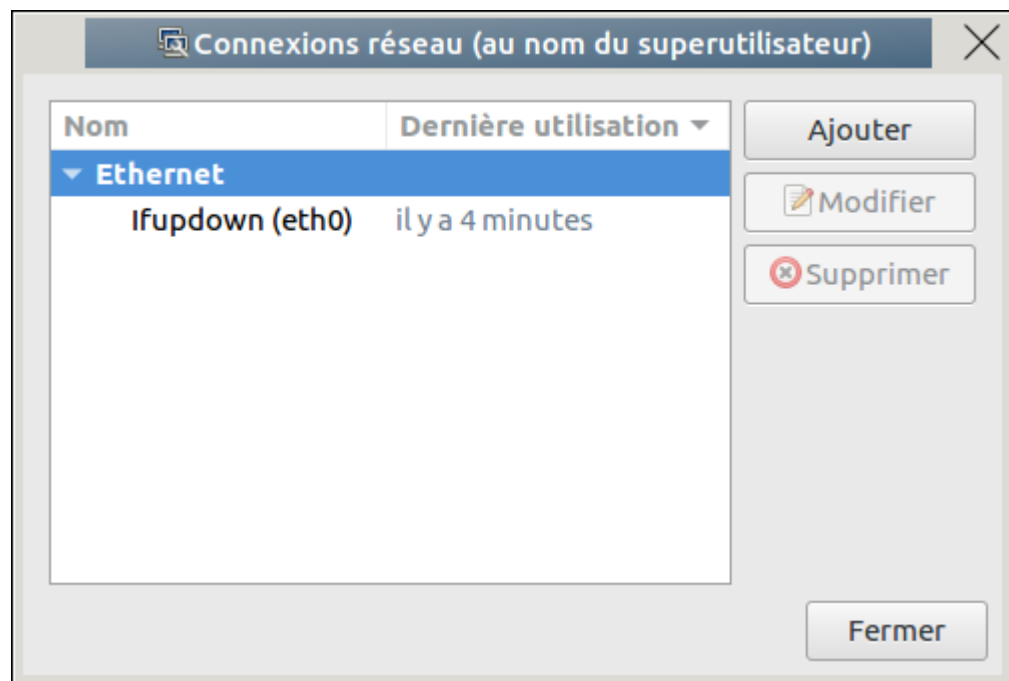 Connexions réseau (au nom du superutilisateur)
Nom Dernière utilisation
Ajouter
Ethernet
Modifier
Ifupdown (eth0) il y a 4 minutes
Supprimer
Fermer